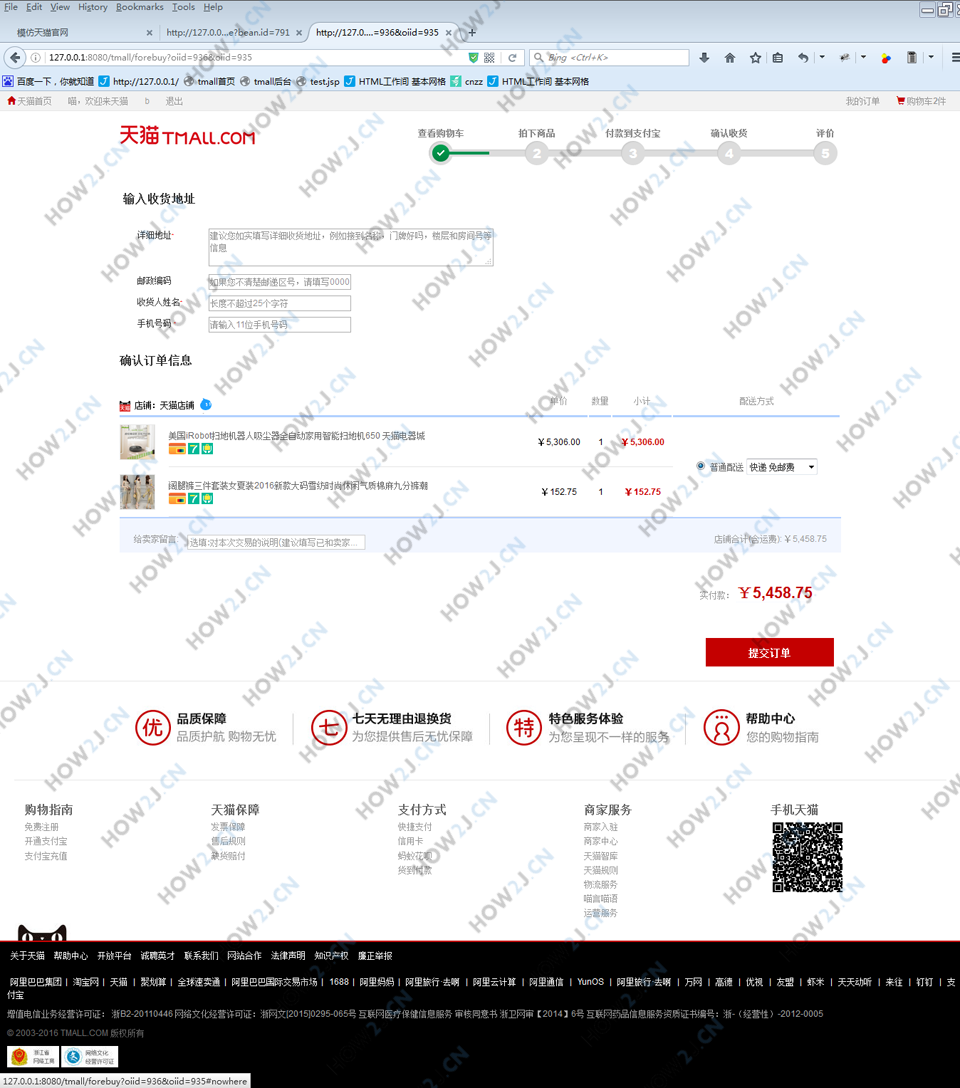 File Edit View History Bookmarks Tools Help
模仿天猫官网 × http://127.0.0...e?bean.id=791 × http://127.0....=936&oiid=935 × +
127.0.0.1:8080/tmall/forebuy?oiid=936&oiid=935 Bing <Ctrl+K>
百度一下，你就知道 http://127.0.0.1/ tmall首页 tmall后台 test.jsp HTML工作间 基本网格 cnzz HTML工作间 基本网格
天猫首页 喵，欢迎来天猫 b 退出 我的订单 购物车2件
天猫 TMALL.COM
查看购物车 拍下商品 付款到支付宝 确认收货 评价
2 3 4 5
输入收货地址
详细地址* 建议您如实填写详细收货地址，例如接到名称，门牌好吗，楼层和房间号等
信息
邮政编码 如果您不清楚邮递区号，请填写0000
收货人姓名* 长度不超过25个字符
手机号码* 请输入11位手机号码
确认订单信息
天猫 店铺：天猫店铺 单价 数量 小计 配送方式
美国iRobot扫地机器人吸尘器全自动家用智能扫地机650 天猫电器城 ￥5,306.00 1 ￥5,306.00
7
普通配送 快递 免邮费
阔腿裤三件套装女夏装2016新款大码雪纺时尚休闲气质棉麻九分裤潮 ￥152.75 1 ￥152.75
7
给卖家留言: 选填:对本次交易的说明(建议填写已和卖家... 店铺合计(含运费): ￥5,458.75
实付款： ￥5,458.75
提交订单
优 品质保障 七 七天无理由退换货 特 特色服务体验 帮助中心
品质护航 购物无忧 为您提供售后无忧保障 为您呈现不一样的服务 您的购物指南
购物指南 天猫保障 支付方式 商家服务 手机天猫
免费注册 发票保障 快捷支付 商家入驻
开通支付宝 售后规则 信用卡 商家中心
支付宝充值 缺货赔付 蚂蚁花呗 天猫智库
货到付款 天猫规则
物流服务
喵言喵语
运营服务
关于天猫 帮助中心 开放平台 诚聘英才 联系我们 网站合作 法律声明 知识产权 廉正举报
阿里巴巴集团 | 淘宝网 | 天猫 | 聚划算 | 全球速卖通 | 阿里巴巴国际交易市场 | 1688 | 阿里妈妈 | 阿里旅行·去啊 | 阿里云计算 | 阿里通信 | YunOS | 阿里旅行·去啊 | 万网 | 高德 | 优视 | 友盟 | 虾米 | 天天动听 | 来往 | 钉钉 | 支
付宝
增值电信业务经营许可证： 浙B2-20110446 网络文化经营许可证：浙网文[2015]0295-065号 互联网医疗保健信息服务 审核同意书 浙卫网审【2014】6号 互联网药品信息服务资质证书编号：浙-（经营性）-2012-0005
© 2003-2016 TMALL.COM 版权所有
浙江省 网络文化
网络工商 经营许可证
127.0.0.1:8080/tmall/forebuy?oiid=936&oiid=935#nowhere
HOW2J.CN